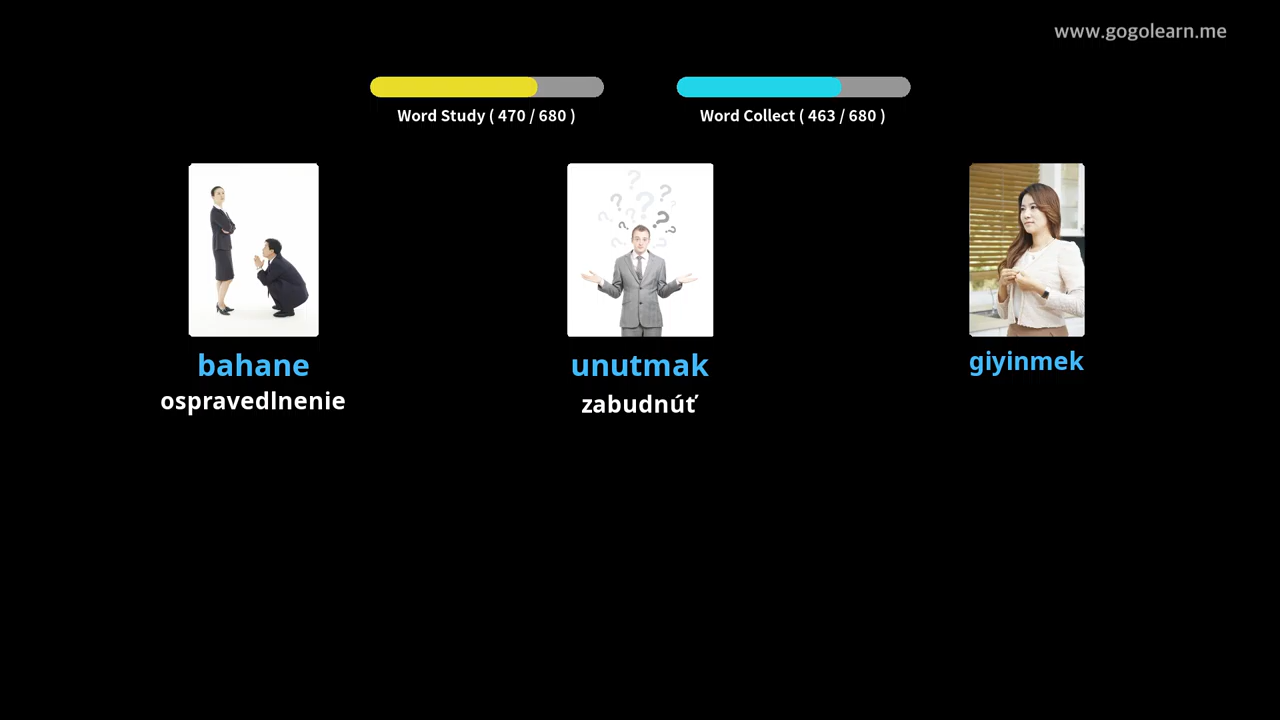 www.gogolearn.me
Word Study ( 470 / 680 )
Word Collect ( 463 / 680 )
bahane
ospravedlnenie
unutmak
zabudnúť
giyinmek